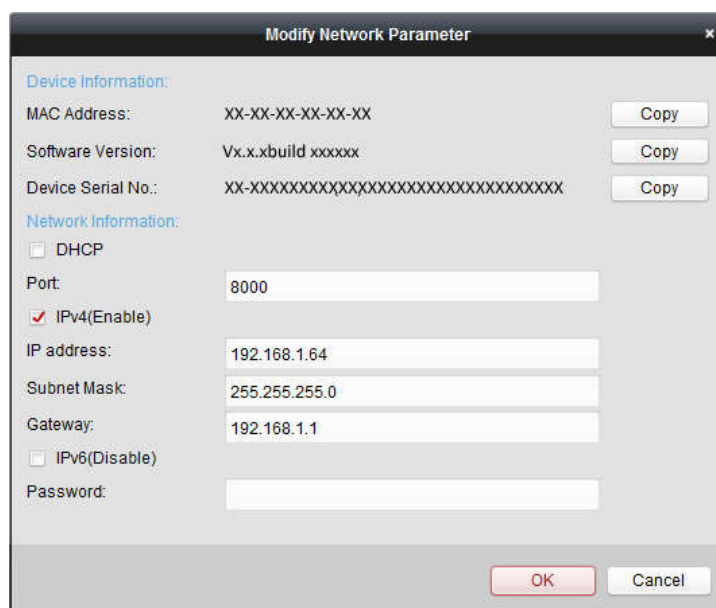 Modify Network Parameter ×
Device Information:
MAC Address: XX-XX-XX-XX-XX-XX Copy
Software Version: Vx.x.xbuild xxxxxx Copy
Device Serial No.: XX-XXXXXXXXXXXXXXXXXXXXXXXXXXXXXXX Copy
Network Information:
DHCP
Port: 8000
IPv4(Enable)
IP address: 192.168.1.64
Subnet Mask: 255.255.255.0
Gateway: 192.168.1.1
IPv6(Disable)
Password:
OK Cancel